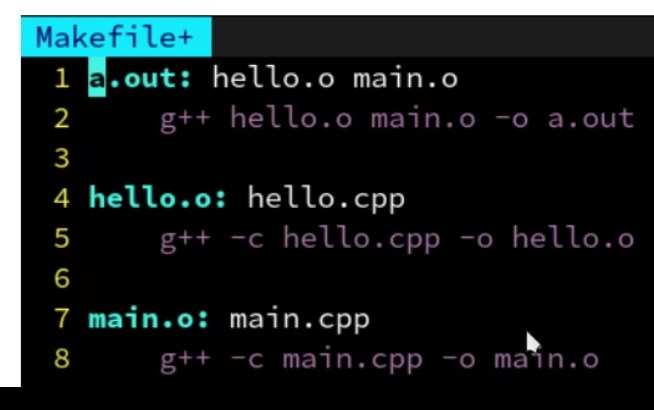 Makefile+
1 a.out: hello.o main.o
2 g++ hello.o main.o -o a.out
3
4 hello.o: hello.cpp
5 g++ -c hello.cpp -o hello.o
6
7 main.o: main.cpp
8 g++ -c main.cpp -o main.o